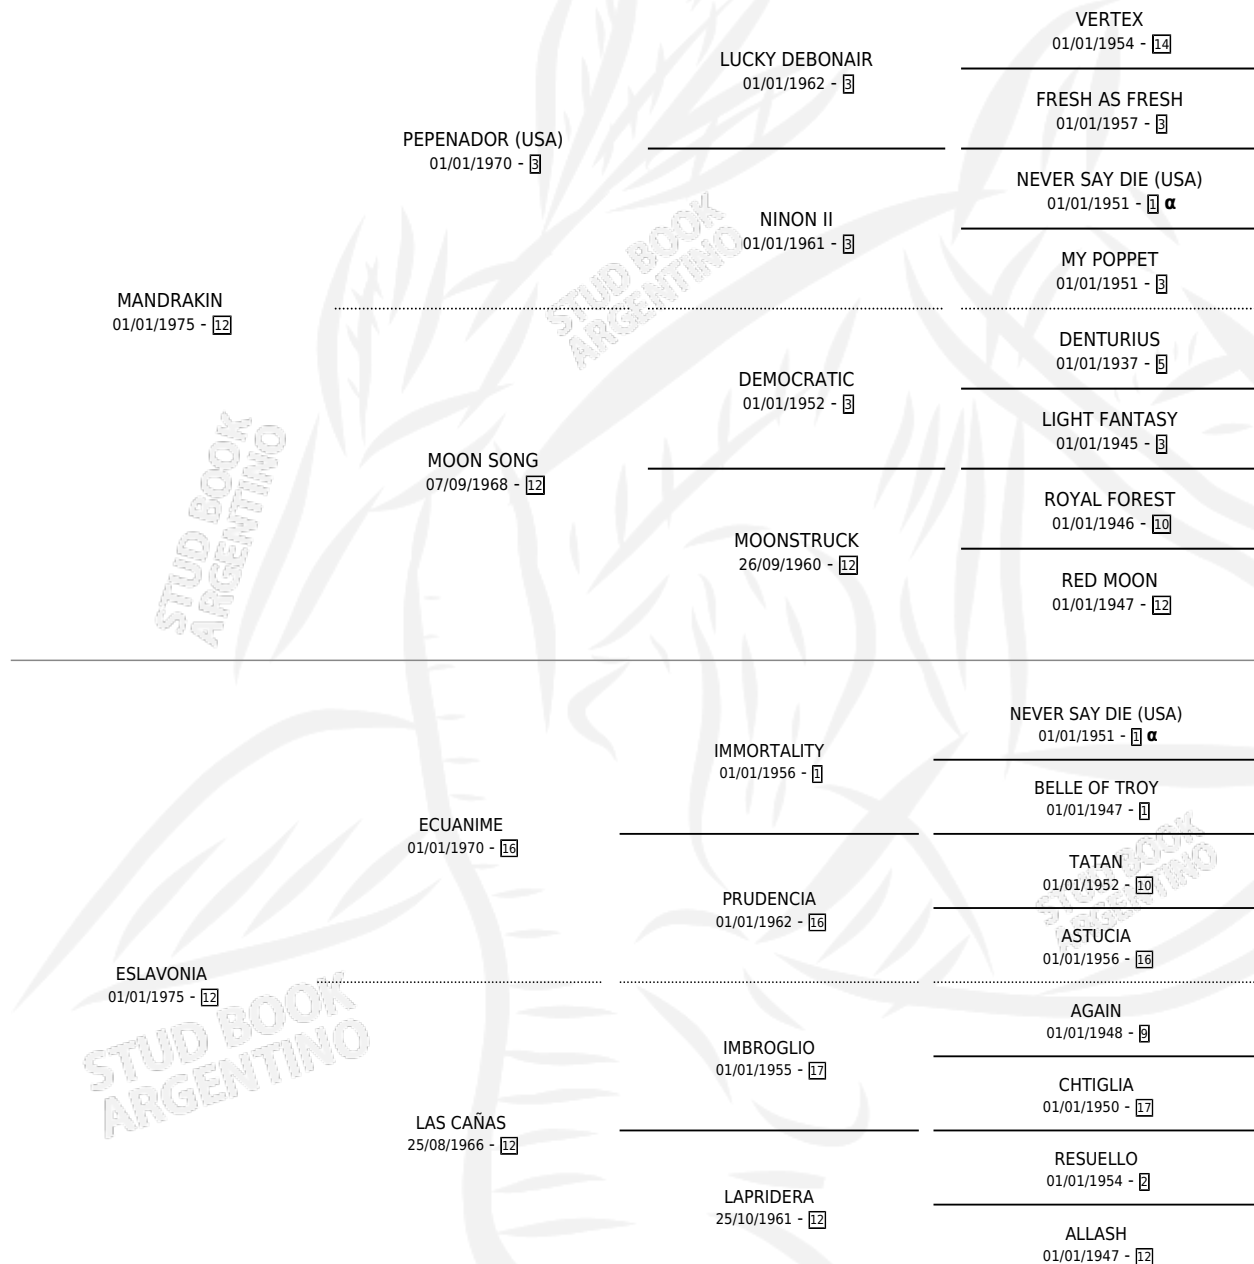 VERTEX
01/01/1954 - 14
LUCKY DEBONAIR
01/01/1962 - 3
FRESH AS FRESH
01/01/1957 - 3
PEPENADOR (USA)
01/01/1970 - 3
NEVER SAY DIE (USA)
01/01/1951 - 1 α
NINON II
01/01/1961 - 3
MY POPPET
01/01/1951 - 3
MANDRAKIN
01/01/1975 - 12
DENTURIUS
01/01/1937 - 5
DEMOCRATIC
01/01/1952 - 3
LIGHT FANTASY
01/01/1945 - 3
MOON SONG
07/09/1968 - 12
ROYAL FOREST
01/01/1946 - 10
MOONSTRUCK
26/09/1960 - 12
RED MOON
01/01/1947 - 12
NEVER SAY DIE (USA)
01/01/1951 - 1 α
IMMORTALITY
01/01/1956 - 1
BELLE OF TROY
01/01/1947 - 1
ECUANIME
01/01/1970 - 16
TATAN
01/01/1952 - 10
PRUDENCIA
01/01/1962 - 16
ASTUCIA
01/01/1956 - 16
ESLAVONIA
01/01/1975 - 12
AGAIN
01/01/1948 - 9
IMBROGLIO
01/01/1955 - 17
CHTIGLIA
01/01/1950 - 17
LAS CAÑAS
25/08/1966 - 12
RESUELLO
01/01/1954 - 2
LAPRIDERA
25/10/1961 - 12
ALLASH
01/01/1947 - 12
STUD BOOK
ARGENTINO
STUD BOOK
ARGENTINO
STUD BOOK
ARGENTINO
STUD BOOK
ARGENTINO